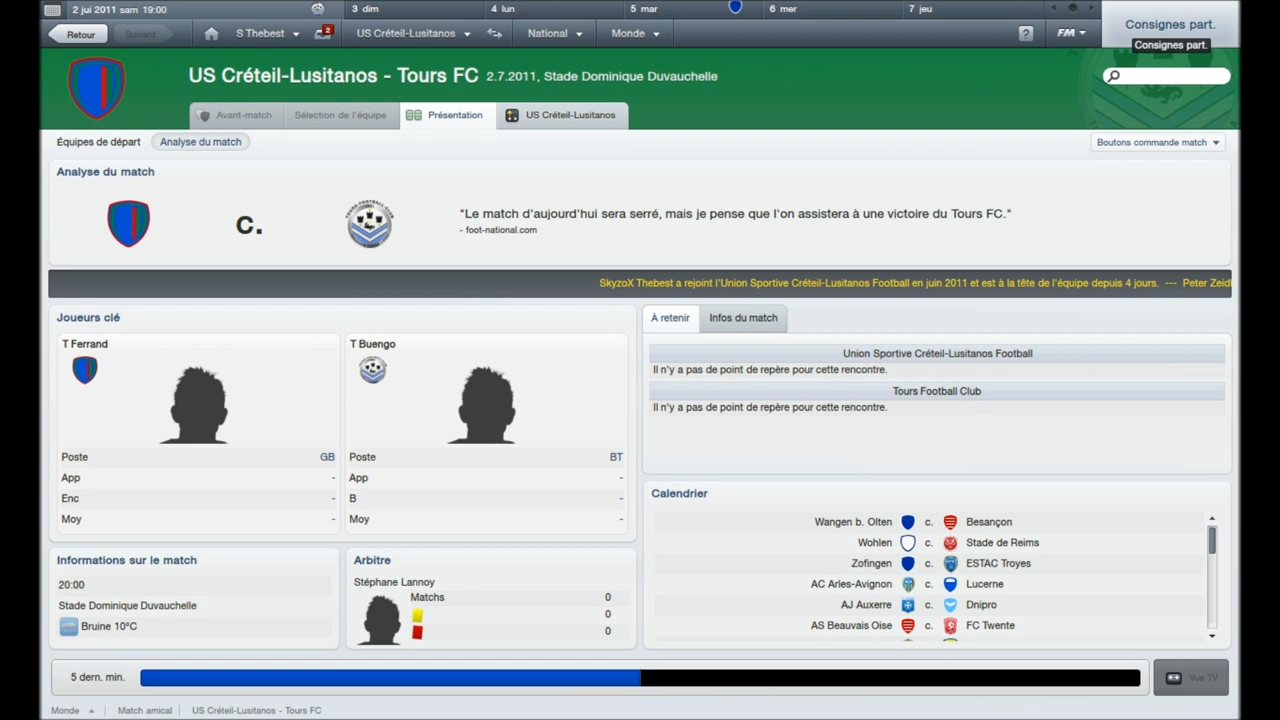 2 jui 2011 sam 19:00 3 dim 4 lun 5 mar 6 mer 7 jeu
Retour Suivant S Thebest 2 US Créteil-Lusitanos National Monde ? FM Consignes part.
Consignes part.
US Créteil-Lusitanos - Tours FC 2.7.2011, Stade Dominique Duvauchelle
Avant-match Sélection de l'équipe Présentation US Créteil-Lusitanos
Équipes de départ Analyse du match Boutons commande match
Analyse du match
c.
"Le match d'aujourd'hui sera serré, mais je pense que l'on assistera à une victoire du Tours FC."
- foot-national.com
SkyzoX Thebest a rejoint l'Union Sportive Créteil-Lusitanos Football en juin 2011 et est à la tête de l'équipe depuis 4 jours. --- Peter Zeidl
Joueurs clé
T Ferrand
Poste GB
App -
Enc -
Moy -
T Buengo
Poste BT
App -
B -
Moy -
À retenir Infos du match
Union Sportive Créteil-Lusitanos Football
Il n'y a pas de point de repère pour cette rencontre.
Tours Football Club
Il n'y a pas de point de repère pour cette rencontre.
Informations sur le match
20:00
Stade Dominique Duvauchelle
Bruine 10°C
Arbitre
Stéphane Lannoy
Matchs 0
0
0
Calendrier
Wangen b. Olten c. Besançon
Wohlen c. Stade de Reims
Zofingen c. ESTAC Troyes
AC Arles-Avignon c. Lucerne
AJ Auxerre c. Dnipro
AS Beauvais Oise c. FC Twente
5 dern. min. Vue TV
Monde Match amical US Créteil-Lusitanos - Tours FC